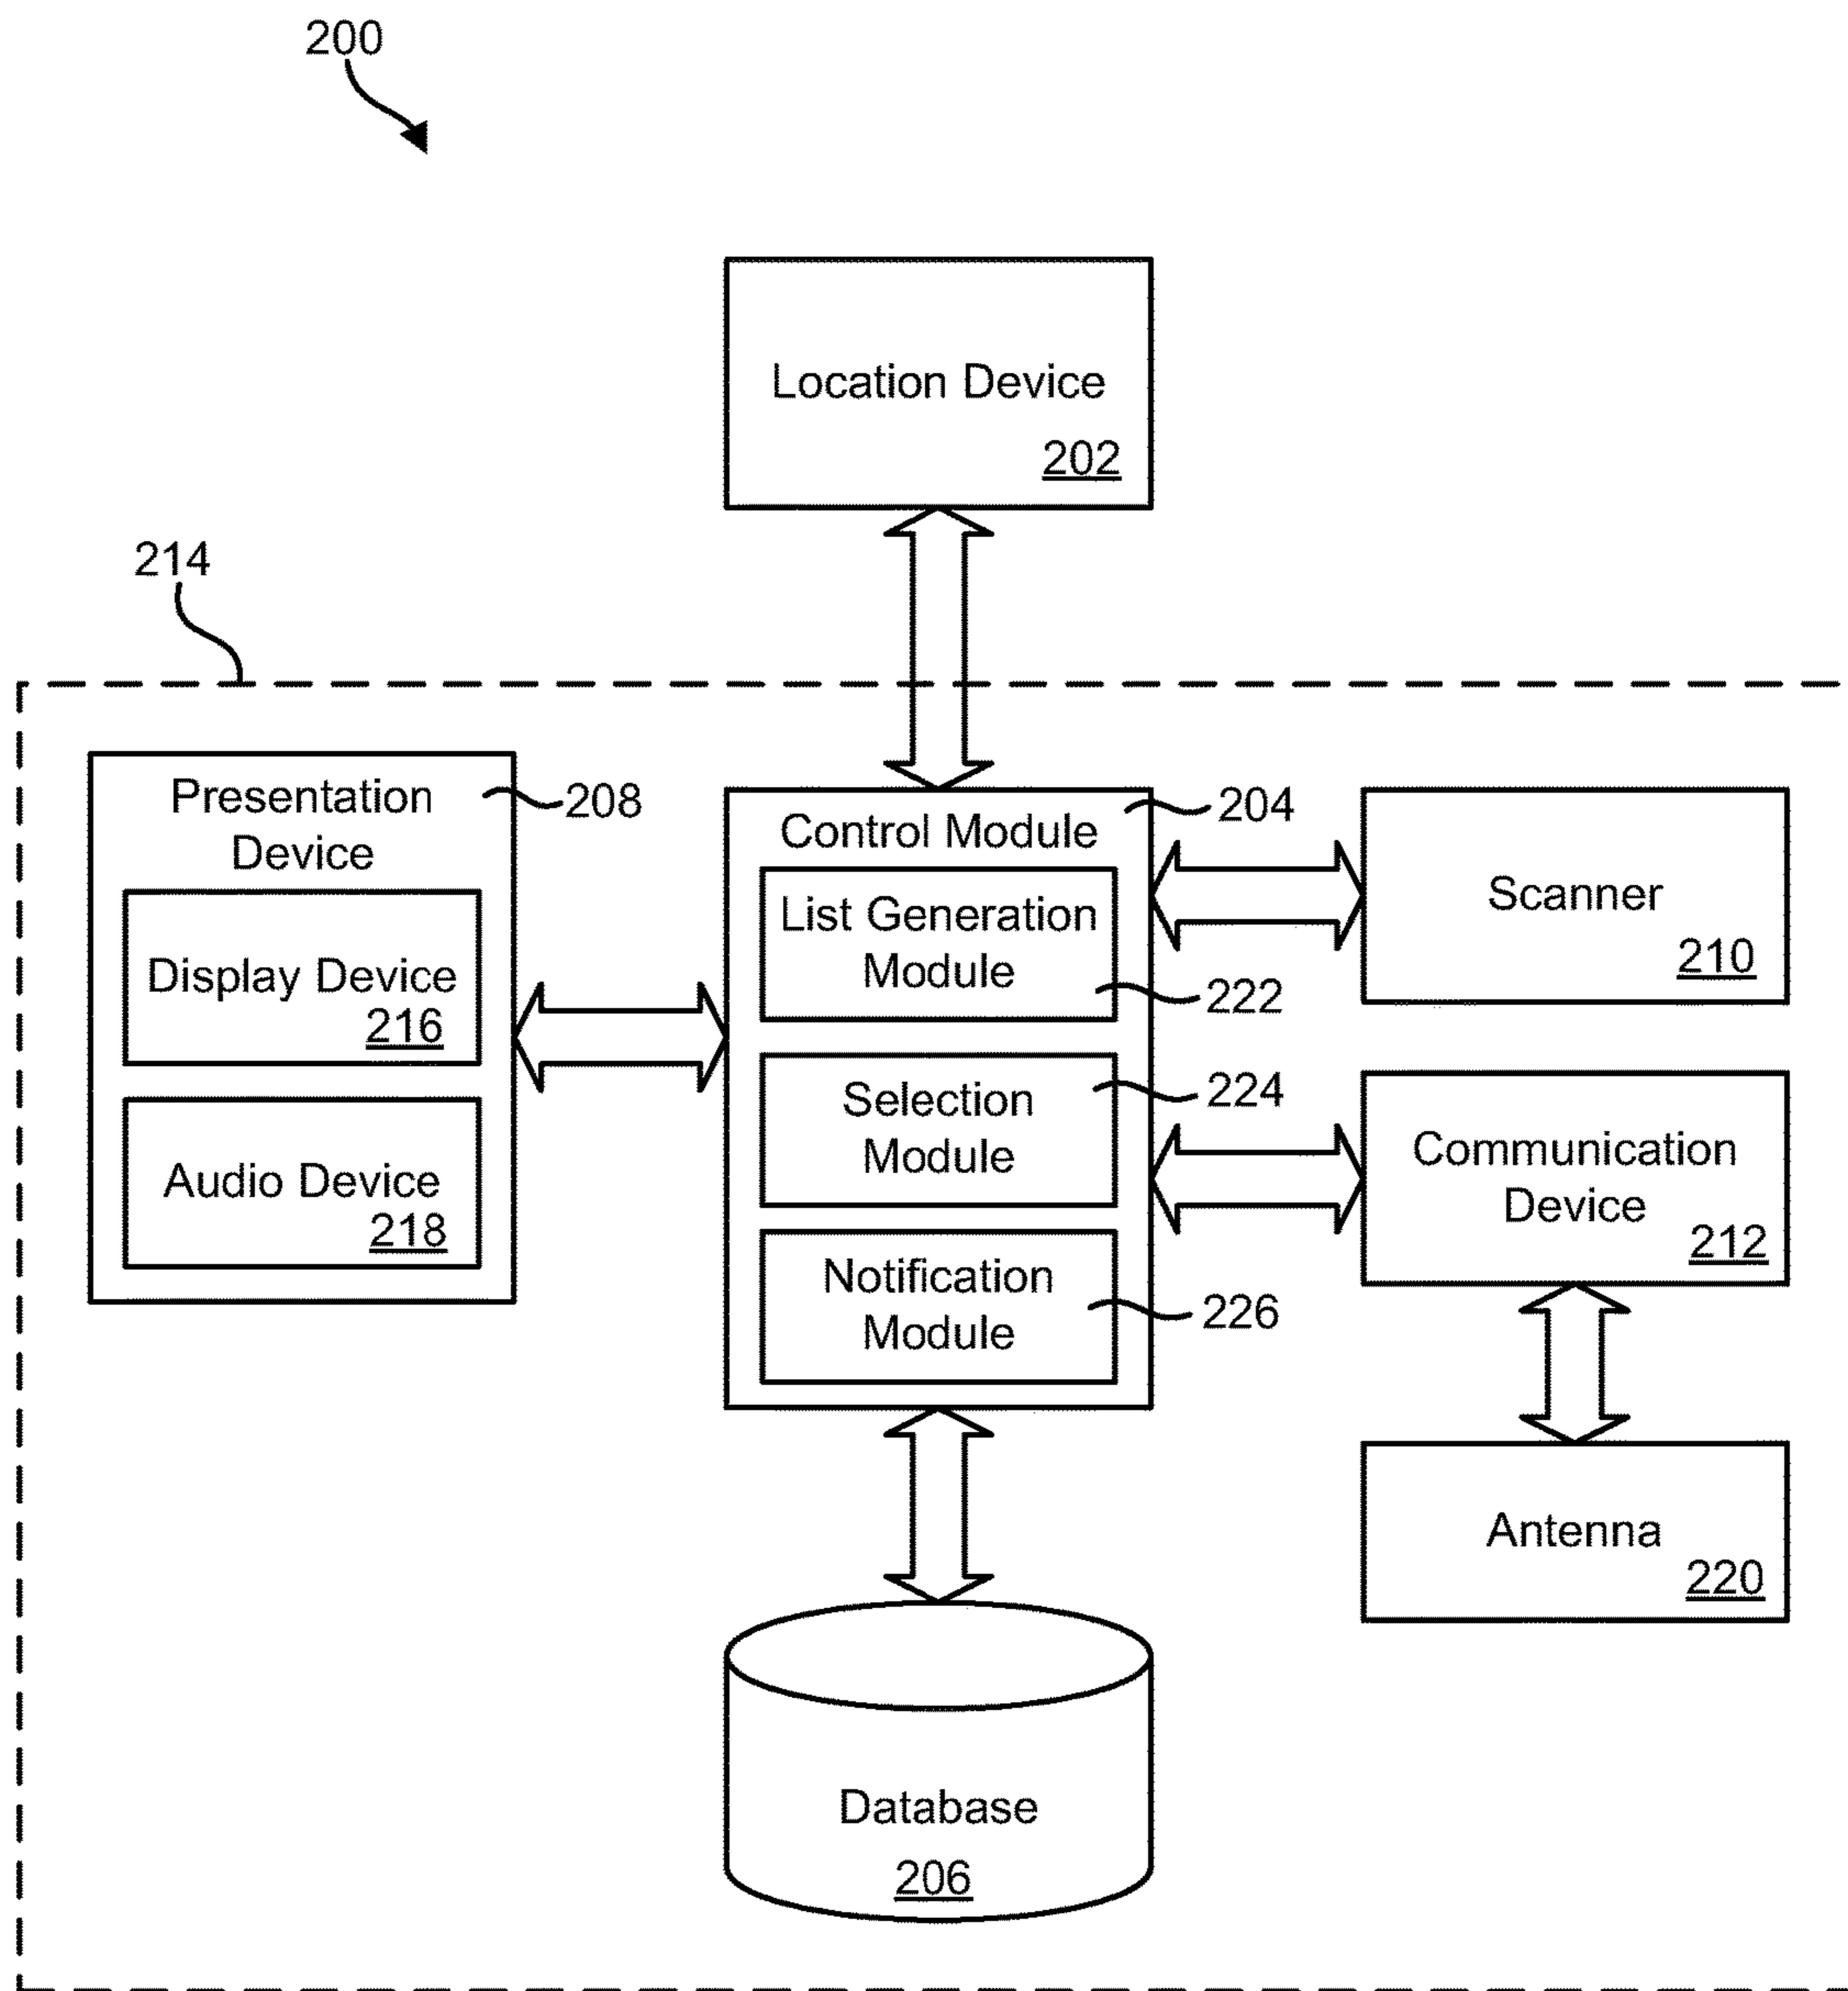 200
Location Device
202
214
Presentation
Device
208
Display Device
216
Audio Device
218
Control Module
204
List Generation
Module
222
Selection
Module
224
Notification
Module
226
Scanner
210
Communication
Device
212
Antenna
220
Database
206